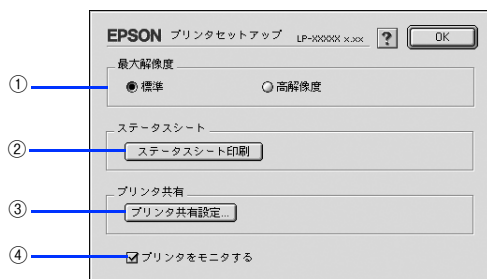 EPSON プリンタセットアップ LP-XXXXX x.xx ? OK
① 最大解像度
標準 高解像度
② ステータスシート
ステータスシート印刷
③ プリンタ共有
プリンタ共有設定...
④ プリンタをモニタする